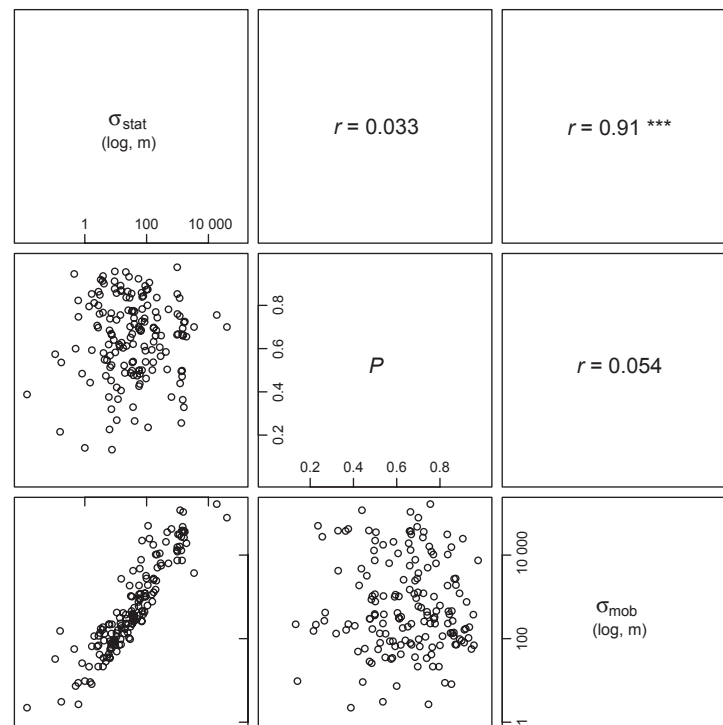 σstat
(log, m)
r = 0.033
r = 0.91 ***
1 100 10 000
P
r = 0.054
0.2 0.4 0.6 0.8
0.2 0.4 0.6 0.8
σmob
(log, m)
1 100 10 000